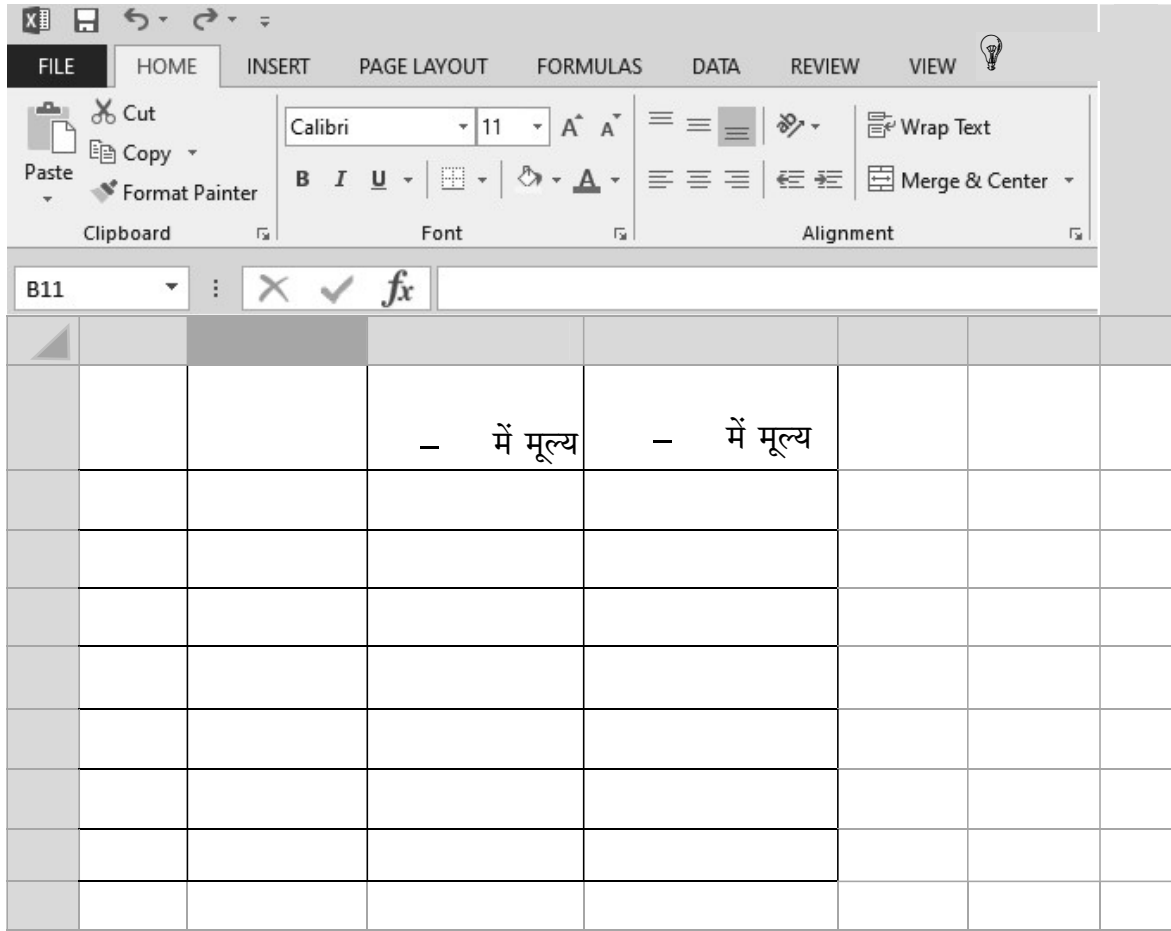 FILE HOME INSERT PAGE LAYOUT FORMULAS DATA REVIEW VIEW
Cut
Copy
Paste
Format Painter
Clipboard
Calibri 11 A A
B I U A
Font
Wrap Text
Merge & Center
Alignment
B11 fx
– में मूल्य – में मूल्य